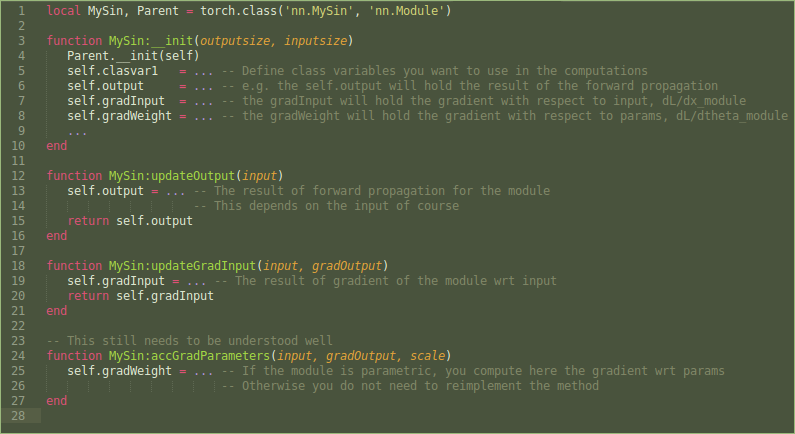 1 local MySin, Parent = torch.class('nn.MySin', 'nn.Module')
2
3 function MySin:__init(outputsize, inputsize)
4 Parent.__init(self)
5 self.clasvar1 = ... -- Define class variables you want to use in the computations
6 self.output = ... -- e.g. the self.output will hold the result of the forward propagation
7 self.gradInput = ... -- the gradInput will hold the gradient with respect to input, dL/dx_module
8 self.gradWeight = ... -- the gradWeight will hold the gradient with respect to params, dL/dtheta_module
9 ...
10 end
11
12 function MySin:updateOutput(input)
13 self.output = ... -- The result of forward propagation for the module
14 -- This depends on the input of course
15 return self.output
16 end
17
18 function MySin:updateGradInput(input, gradOutput)
19 self.gradInput = ... -- The result of gradient of the module wrt input
20 return self.gradInput
21 end
22
23 -- This still needs to be understood well
24 function MySin:accGradParameters(input, gradOutput, scale)
25 self.gradWeight = ... -- If the module is parametric, you compute here the gradient wrt params
26 -- Otherwise you do not need to reimplement the method
27 end
28